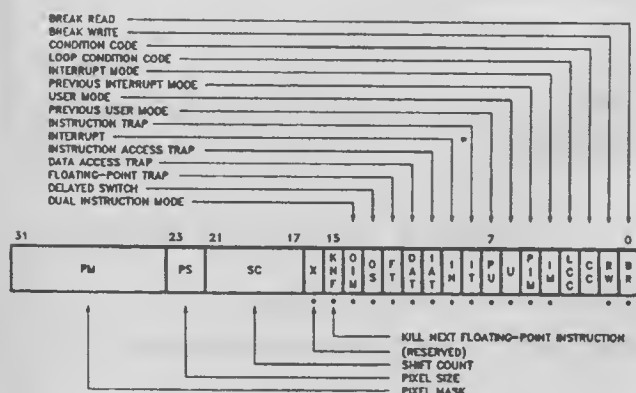 BREAK READ
BREAK WRITE
CONDITION CODE
LOOP CONDITION CODE
INTERRUPT MODE
PREVIOUS INTERRUPT MODE
USER MODE
PREVIOUS USER MODE
INSTRUCTION TRAP
INTERRUPT
INSTRUCTION ACCESS TRAP
DATA ACCESS TRAP
FLOATING-POINT TRAP
DELAYED SWITCH
DUAL INSTRUCTION MODE
31 23 21 17 15 7 0
PM PS SC X KNF DIM DS FT DAT IAT IN IT PU U PIM IM LCC CC BW BR
KILL NEXT FLOATING-POINT INSTRUCTION
(RESERVED)
SHIFT COUNT
PIXEL SIZE
PIXEL MASK